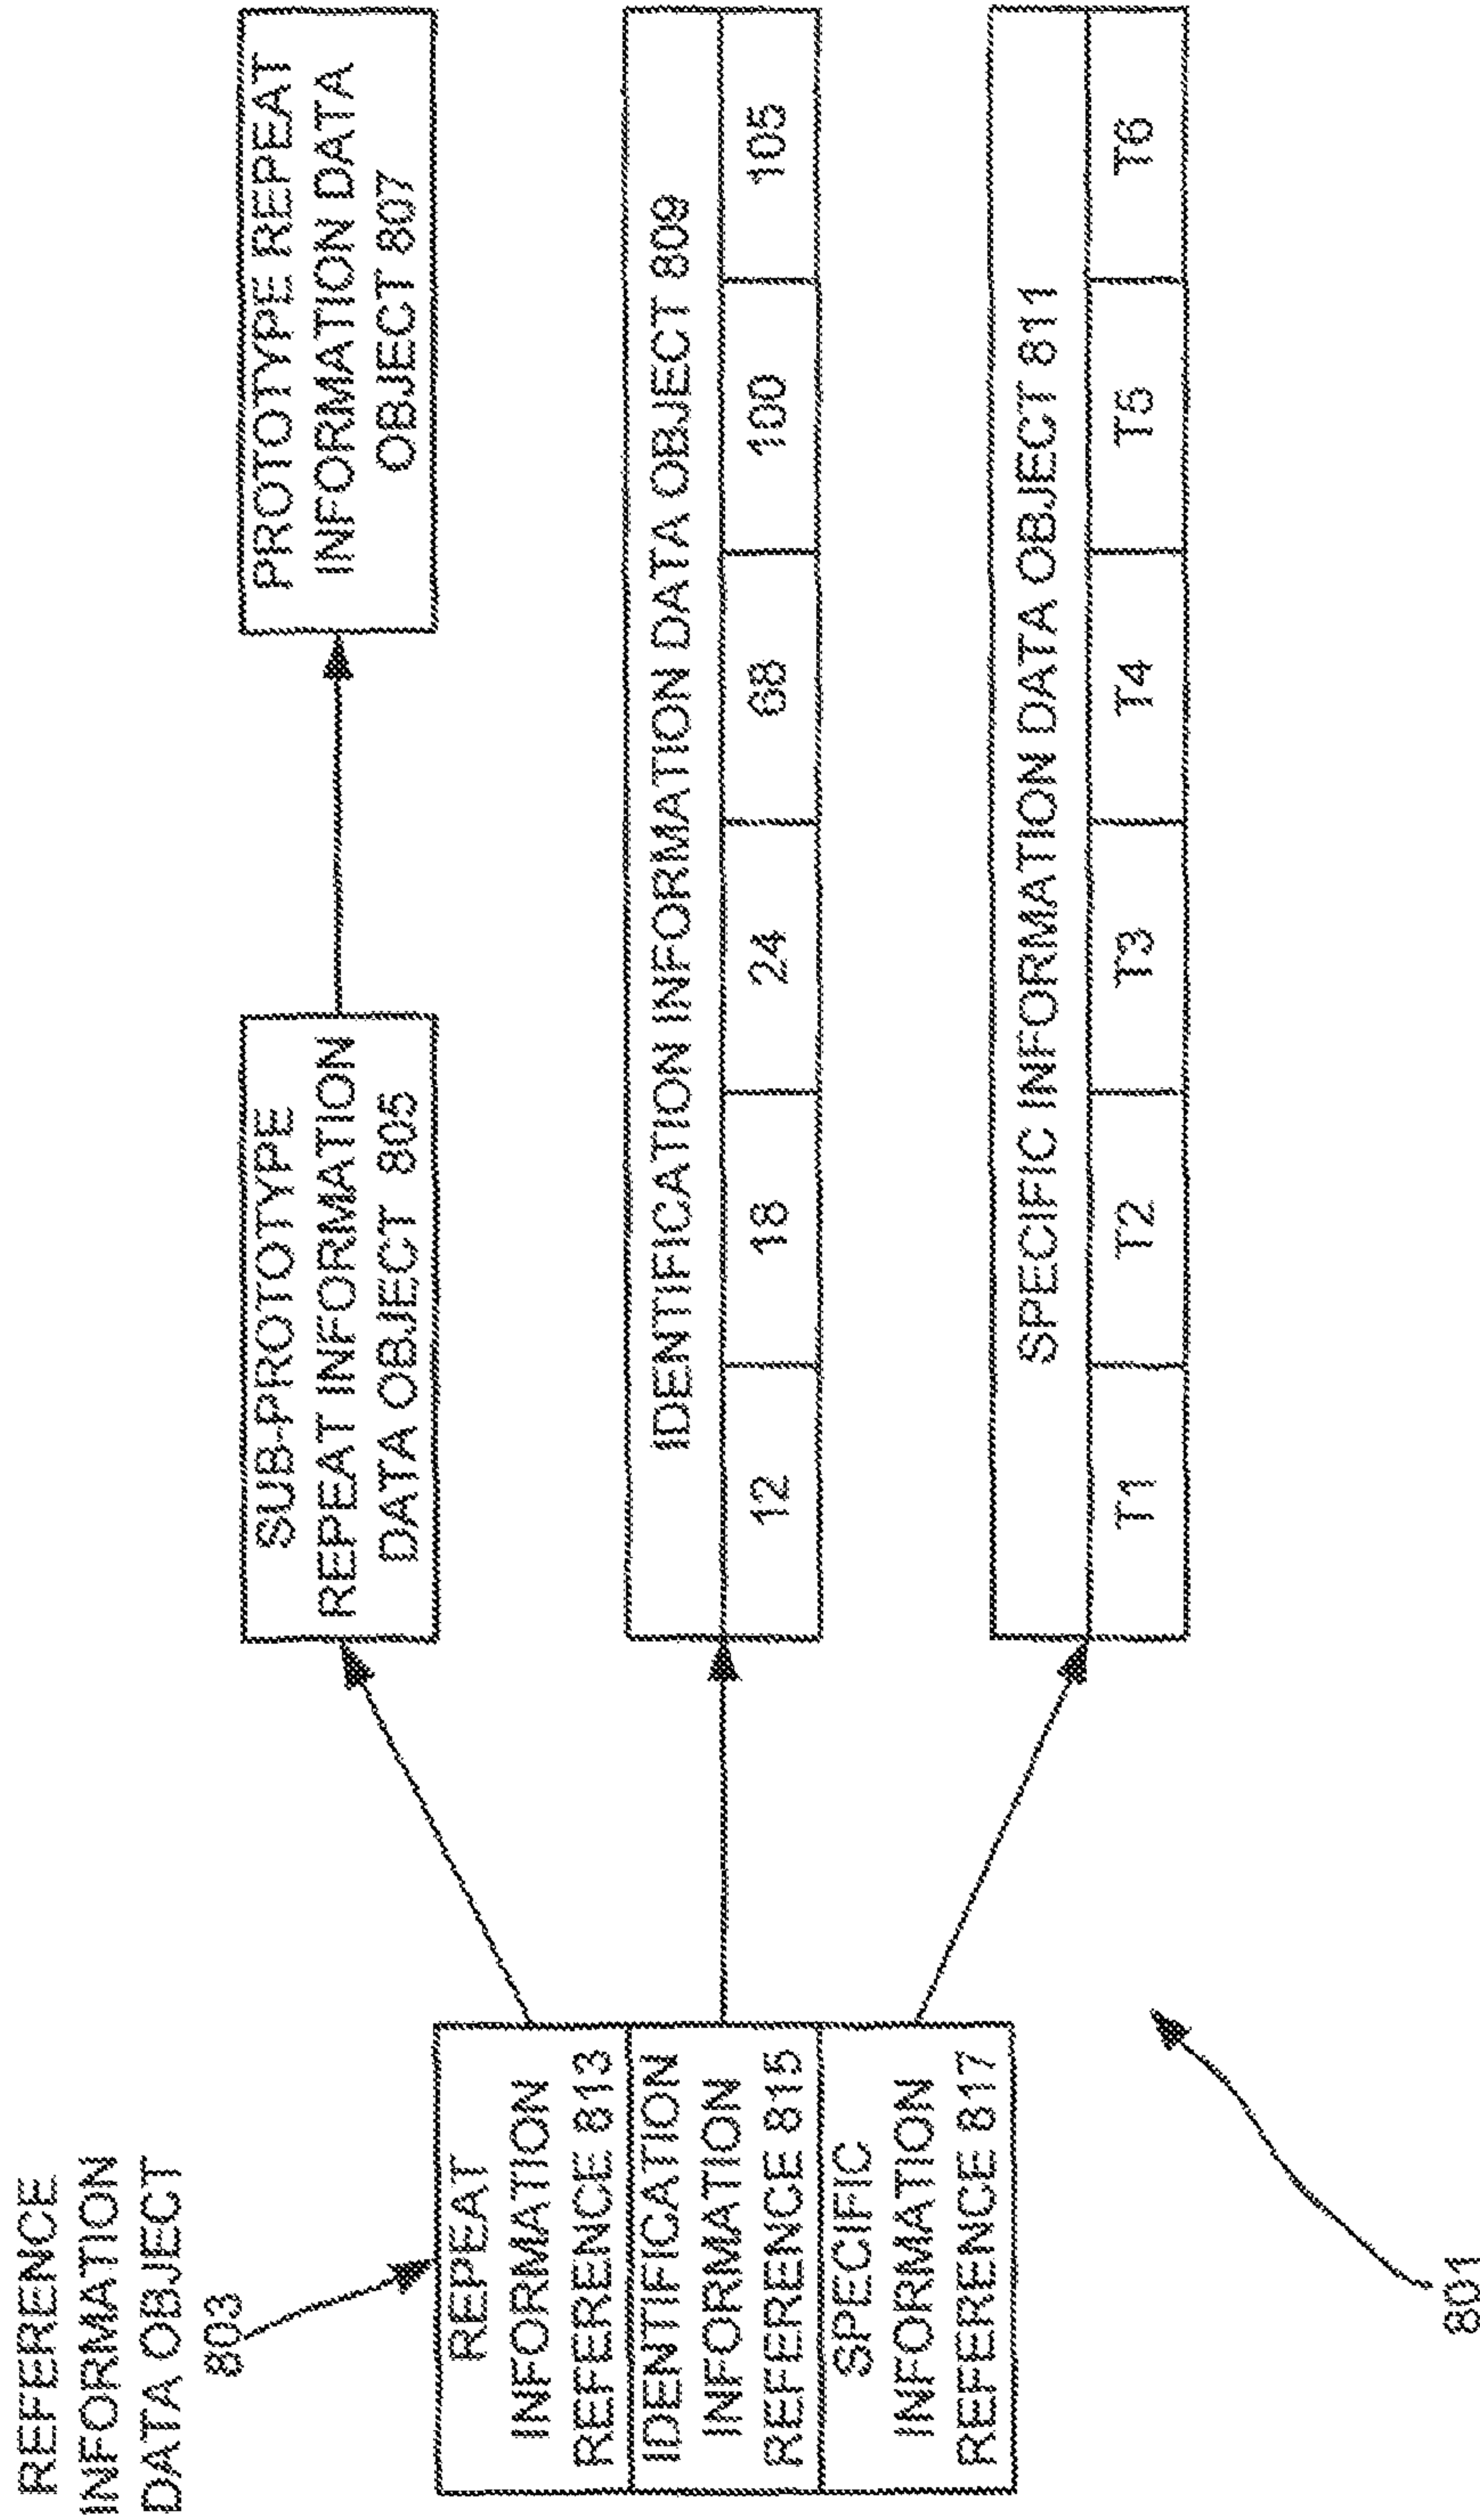 REFERENCE
INFORMATION
DATA OBJECT
803
REPEAT
INFORMATION
REFERENCE 813
IDENTIFICATION
INFORMATION
REFERENCE 815
SPECIFIC
INFORMATION
REFERENCE 817
SUB-PROTOTYPE
REPEAT INFORMATION
DATA OBJECT 805
PROTOTYPE REPEAT
INFORMATION DATA
OBJECT 807
IDENTIFICATION INFORMATION DATA OBJECT 809
12 18 24 68 100 105
SPECIFIC INFORMATION DATA OBJECT 811
T1 T2 T3 T4 T5 T6
801